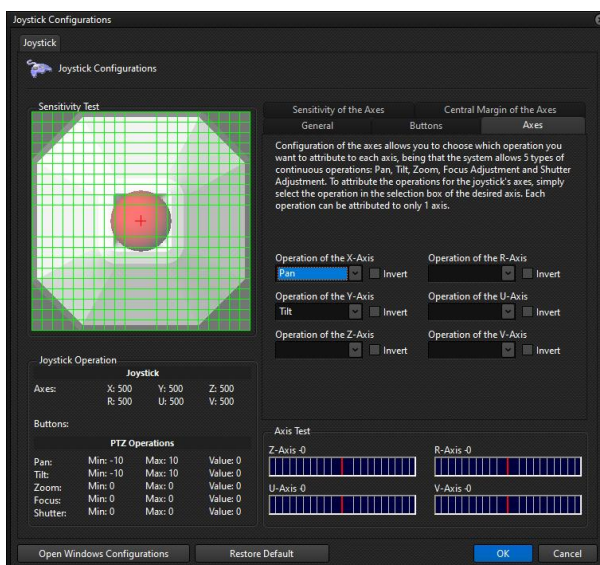 Joystick Configurations
Joystick
Joystick Configurations
Sensitivity Test
Sensitivity of the Axes
Central Margin of the Axes
General
Buttons
Axes
Configuration of the axes allows you to choose which operation you
want to attribute to each axis, being that the system allows 5 types of
continuous operations: Pan, Tilt, Zoom, Focus Adjustment and Shutter
Adjustment. To attribute the operations for the joystick's axes, simply
select the operation in the selection box of the desired axis. Each
operation can be attributed to only 1 axis.
Operation of the X-Axis
Pan
Invert
Operation of the R-Axis
Invert
Operation of the Y-Axis
Tilt
Invert
Operation of the U-Axis
Invert
Operation of the Z-Axis
Invert
Operation of the V-Axis
Invert
Joystick Operation
Joystick
Axes: X: 500 Y: 500 Z: 500
R: 500 U: 500 V: 500
Buttons:
PTZ Operations
Pan: Min: -10 Max: 10 Value: 0
Tilt: Min: -10 Max: 10 Value: 0
Zoom: Min: 0 Max: 0 Value: 0
Focus: Min: 0 Max: 0 Value: 0
Shutter: Min: 0 Max: 0 Value: 0
Axis Test
Z-Axis -0
R-Axis -0
U-Axis -0
V-Axis -0
Open Windows Configurations
Restore Default
OK
Cancel